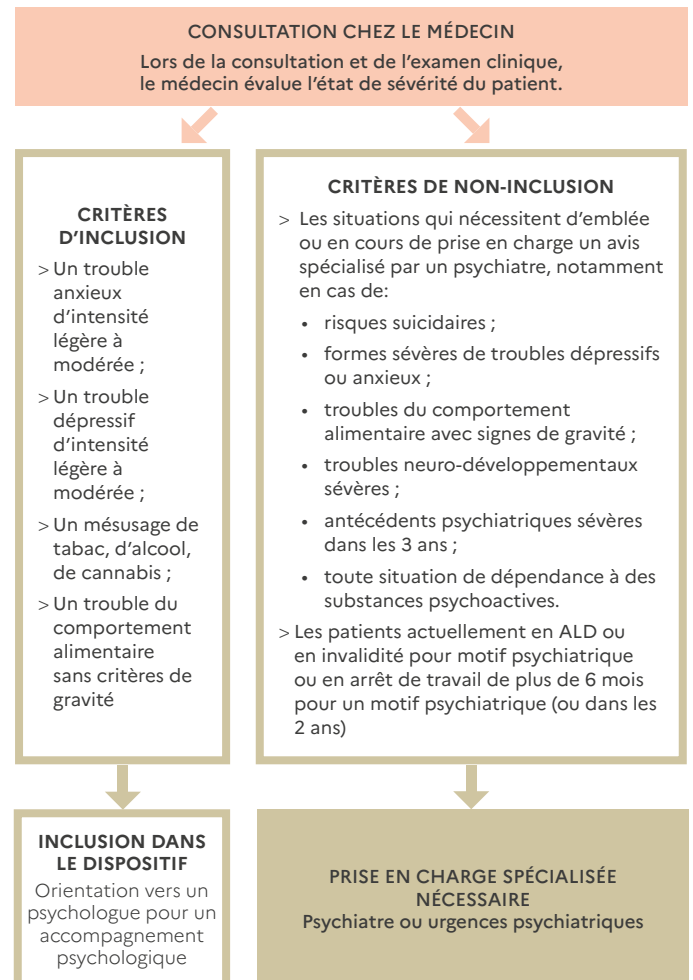 CONSULTATION CHEZ LE MÉDECIN
Lors de la consultation et de l'examen clinique,
le médecin évalue l'état de sévérité du patient.
CRITÈRES
D'INCLUSION
> Un trouble
anxieux
d'intensité
légère à
modérée ;
> Un trouble
dépressif
d'intensité
légère à
modérée ;
> Un mésusage de
tabac, d'alcool,
de cannabis ;
> Un trouble du
comportement
alimentaire
sans critères de
gravité
CRITÈRES DE NON-INCLUSION
> Les situations qui nécessitent d'emblée
ou en cours de prise en charge un avis
spécialisé par un psychiatre, notamment
en cas de:
• risques suicidaires ;
• formes sévères de troubles dépressifs
ou anxieux ;
• troubles du comportement
alimentaire avec signes de gravité ;
• troubles neuro-développementaux
sévères ;
• antécédents psychiatriques sévères
dans les 3 ans ;
• toute situation de dépendance à des
substances psychoactives.
> Les patients actuellement en ALD ou
en invalidité pour motif psychiatrique
ou en arrêt de travail de plus de 6 mois
pour un motif psychiatrique (ou dans les
2 ans)
INCLUSION DANS
LE DISPOSITIF
Orientation vers un
psychologue pour un
accompagnement
psychologique
PRISE EN CHARGE SPÉCIALISÉE
NÉCESSAIRE
Psychiatre ou urgences psychiatriques